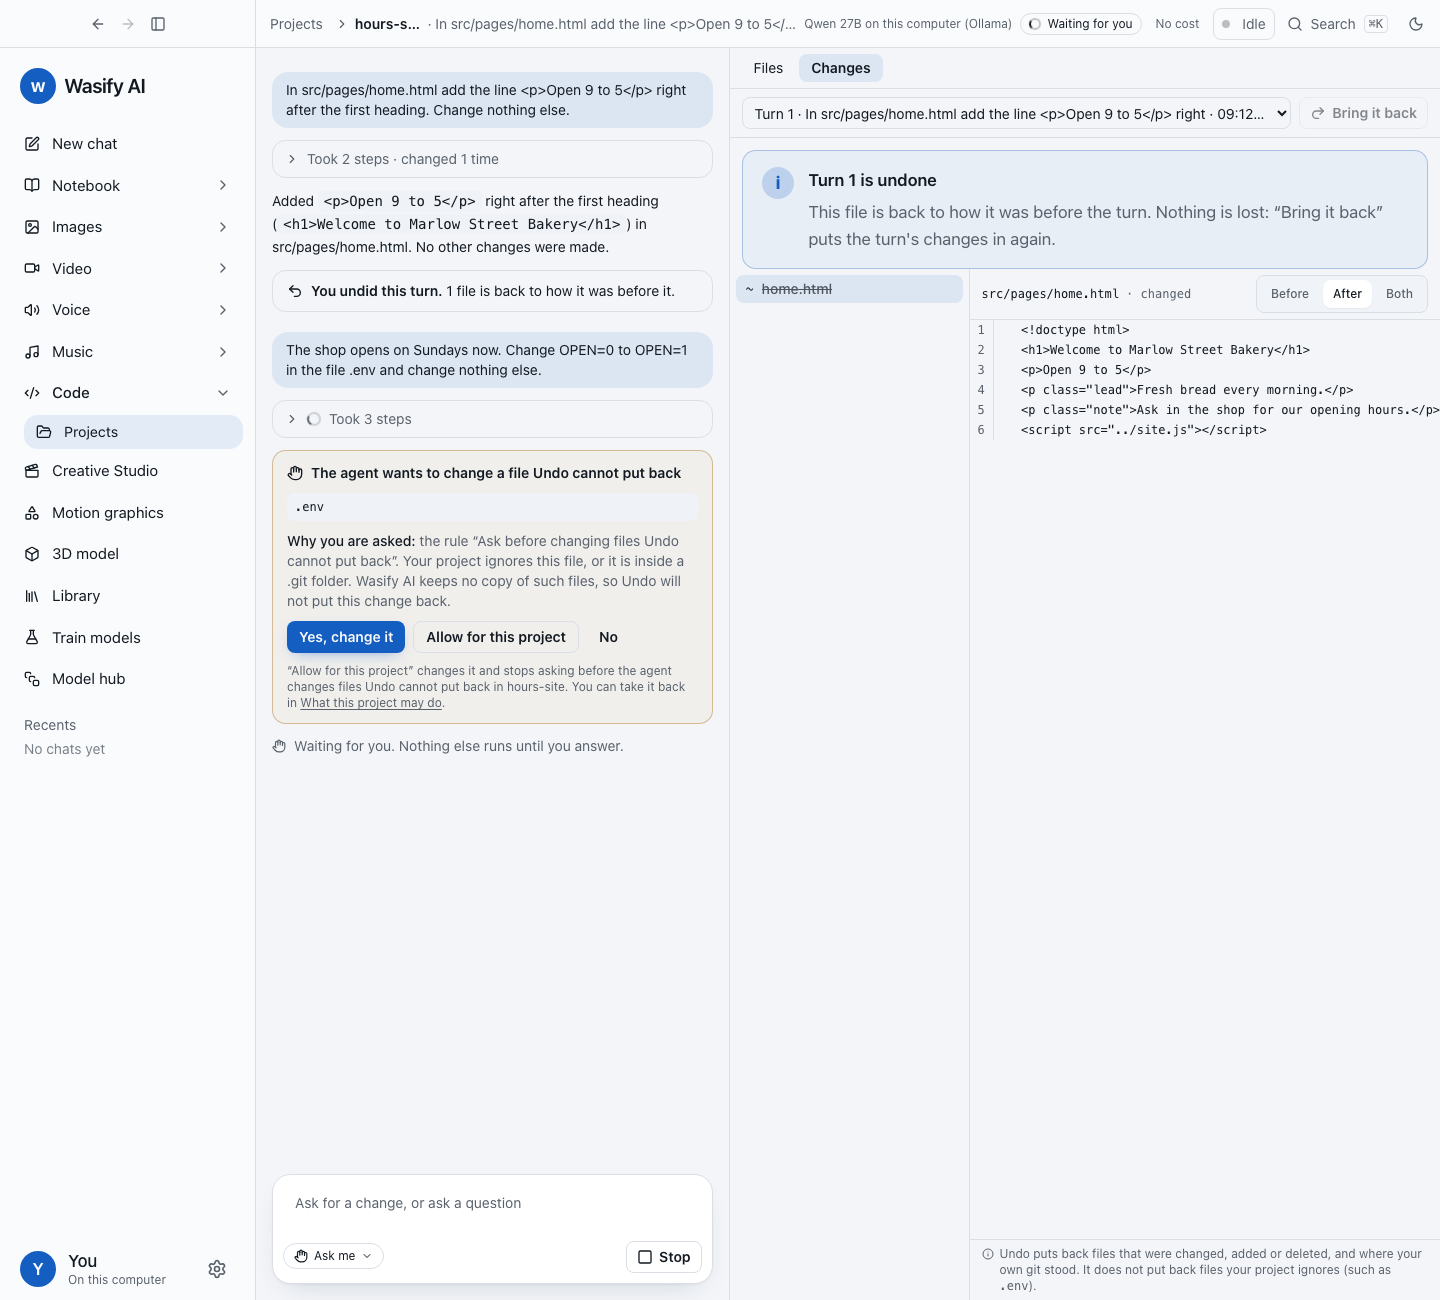 Projects
hours-s...
· In src/pages/home.html add the line <p>Open 9 to 5</...
Qwen 27B on this computer (Ollama)
Waiting for you
No cost
Idle
Search
⌘K
W
Wasify AI
New chat
Notebook
Images
Video
Voice
Music
Code
Projects
Creative Studio
Motion graphics
3D model
Library
Train models
Model hub
Recents
No chats yet
Y
You
On this computer
In src/pages/home.html add the line <p>Open 9 to 5</p> right
after the first heading. Change nothing else.
Took 2 steps · changed 1 time
Added <p>Open 9 to 5</p> right after the first heading
( <h1>Welcome to Marlow Street Bakery</h1> ) in
src/pages/home.html. No other changes were made.
You undid this turn. 1 file is back to how it was before it.
The shop opens on Sundays now. Change OPEN=0 to OPEN=1
in the file .env and change nothing else.
Took 3 steps
The agent wants to change a file Undo cannot put back
.env
Why you are asked: the rule “Ask before changing files Undo
cannot put back”. Your project ignores this file, or it is inside a
.git folder. Wasify AI keeps no copy of such files, so Undo will
not put this change back.
Yes, change it
Allow for this project
No
“Allow for this project” changes it and stops asking before the agent
changes files Undo cannot put back in hours-site. You can take it back
in What this project may do.
Waiting for you. Nothing else runs until you answer.
Ask for a change, or ask a question
Ask me
Stop
Files
Changes
Turn 1 · In src/pages/home.html add the line <p>Open 9 to 5</p> right · 09:12...
Bring it back
i
Turn 1 is undone
This file is back to how it was before the turn. Nothing is lost: “Bring it back”
puts the turn's changes in again.
~ home.html
src/pages/home.html · changed
Before
After
Both
1 <!doctype html>
2 <h1>Welcome to Marlow Street Bakery</h1>
3 <p>Open 9 to 5</p>
4 <p class="lead">Fresh bread every morning.</p>
5 <p class="note">Ask in the shop for our opening hours.</p>
6 <script src="../site.js"></script>
Undo puts back files that were changed, added or deleted, and where your
own git stood. It does not put back files your project ignores (such as
.env).